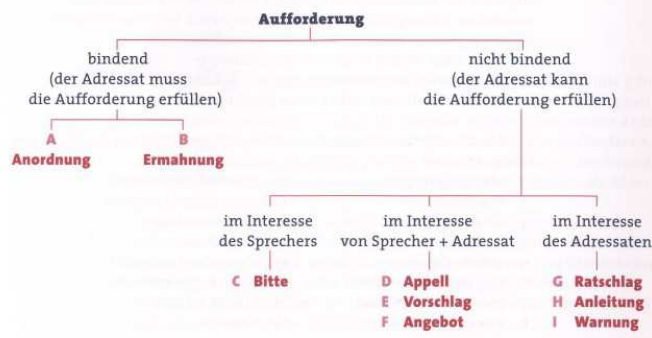 Aufforderung
bindend
(der Adressat muss
die Aufforderung erfüllen)
nicht bindend
(der Adressat kann
die Aufforderung erfüllen)
A
Anordnung
B
Ermahnung
im Interesse
des Sprechers
C Bitte
im Interesse
von Sprecher + Adressat
D Appell
E Vorschlag
F Angebot
im Interesse
des Adressaten
G Ratschlag
H Anleitung
I Warnung